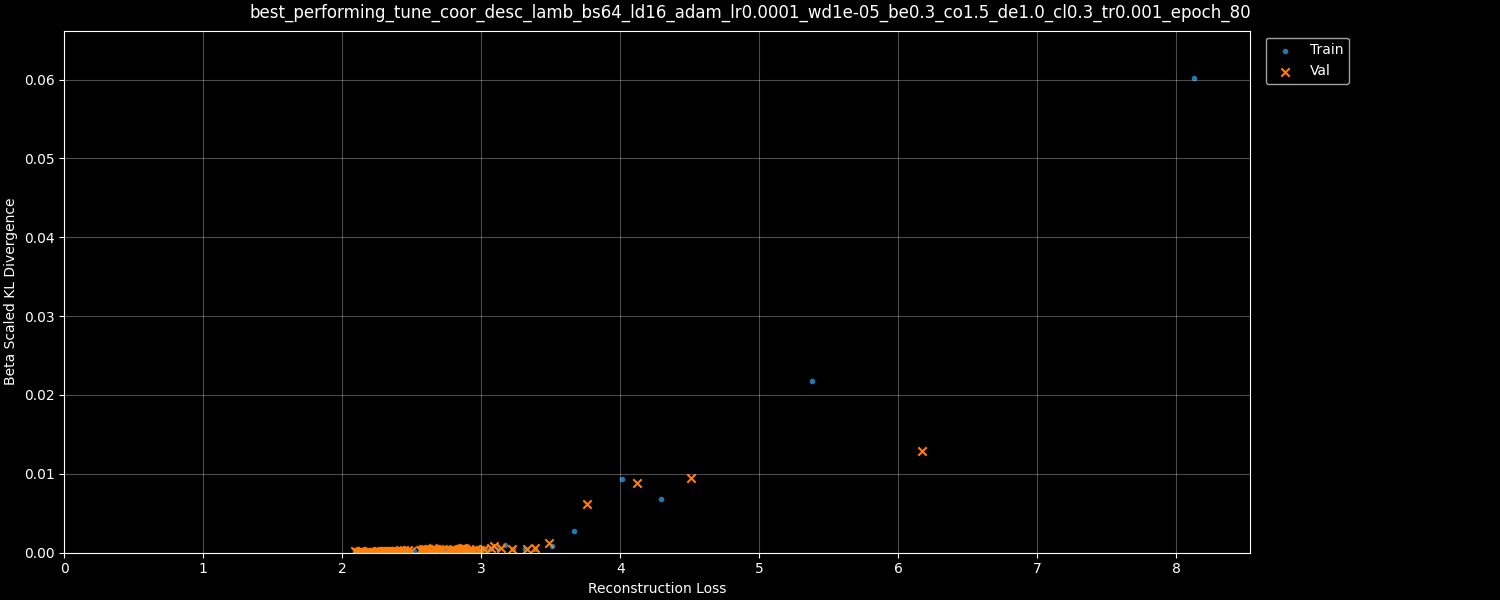 best_performing_tune_coor_desc_lamb_bs64_ld16_adam_lr0.0001_wd1e-05_be0.3_co1.5_de1.0_cl0.3_tr0.001_epoch_80
Train
Val
Beta Scaled KL Divergence
0.06
0.05
0.04
0.03
0.02
0.01
0.00
0 1 2 3 4 5 6 7 8
Reconstruction Loss